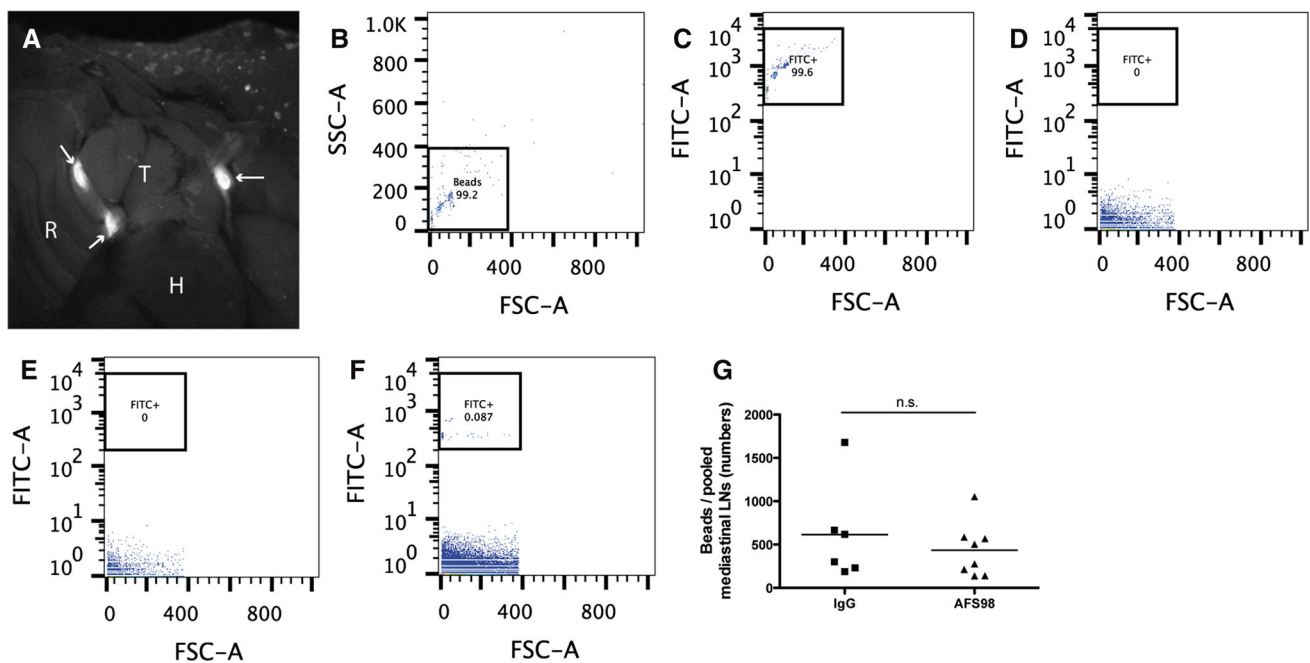 A
T
R
H
B
SSC-A
1.0K
800
600
400
200
0
Beads
99.2
0 400 800
FSC-A
C
FITC-A
10^4
10^3
10^2
10^1
10^0
FITC+
99.6
0 400 800
FSC-A
D
FITC-A
10^4
10^3
10^2
10^1
10^0
FITC+
0
0 400 800
FSC-A
E
FITC-A
10^4
10^3
10^2
10^1
10^0
FITC+
0
0 400 800
FSC-A
F
FITC-A
10^4
10^3
10^2
10^1
10^0
FITC+
0.087
0 400 800
FSC-A
G
Beads / pooled
mediastinal LNs (numbers)
2000
1500
1000
500
0
n.s.
IgG AFS98